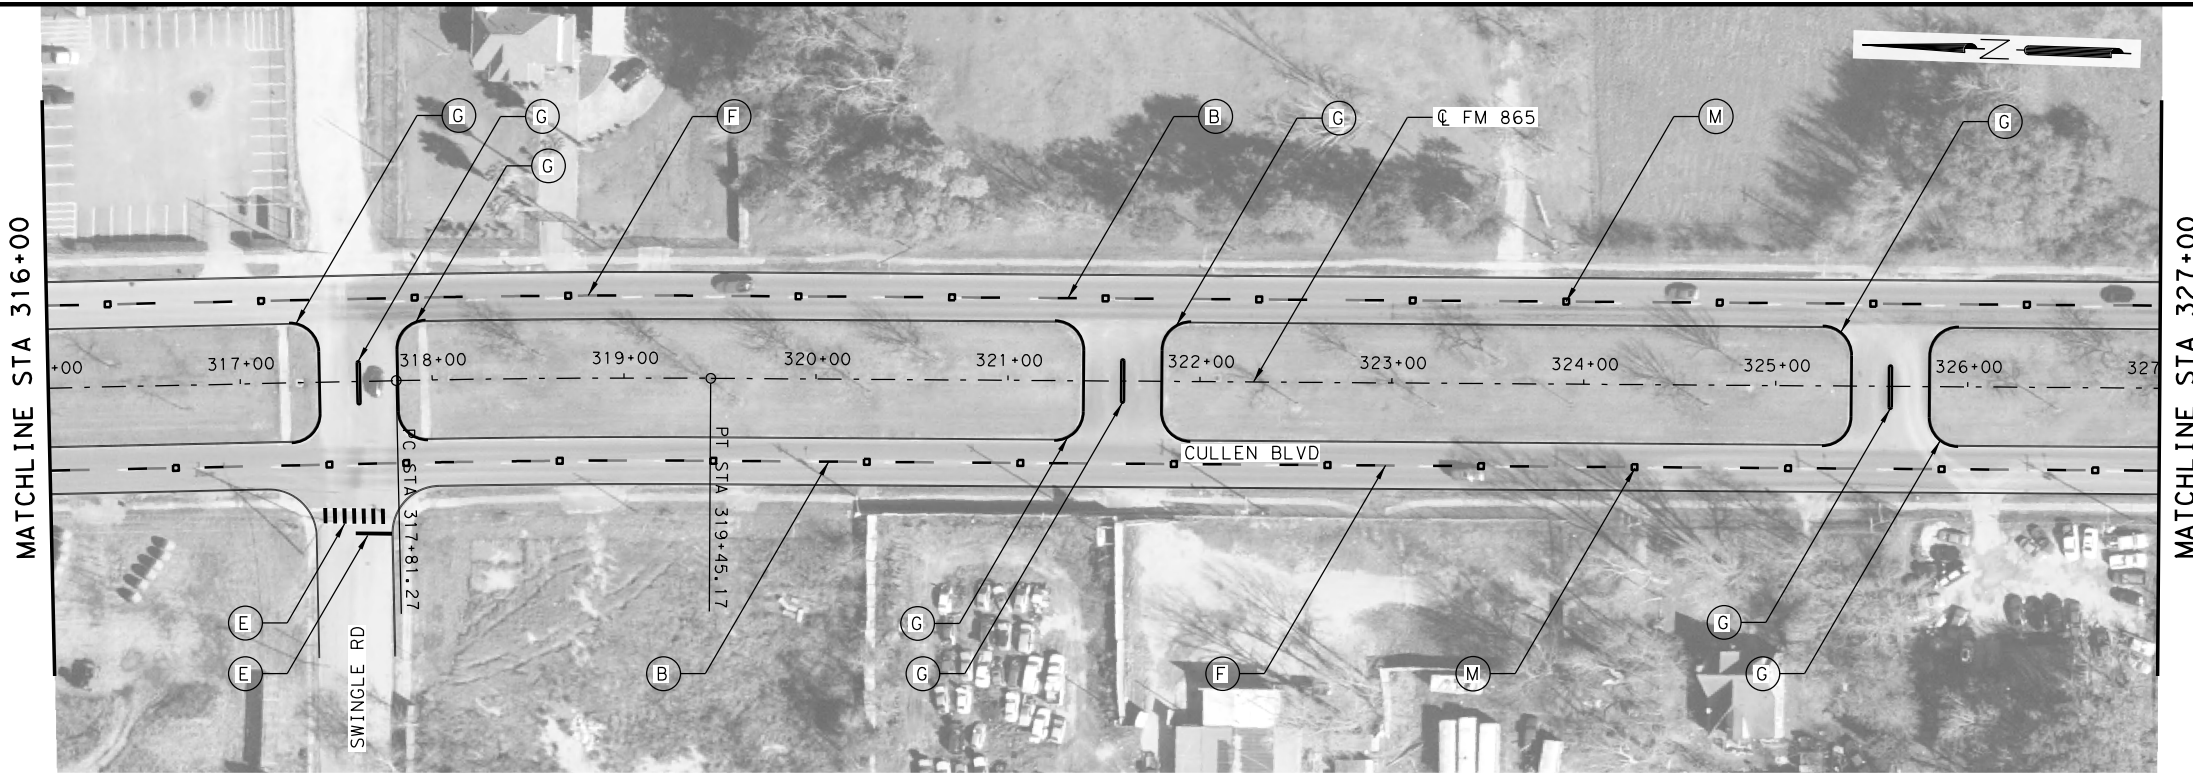 G
G
F
B
G
℄ FM 865
M
G
N
G
MATCHLINE STA 316+00
MATCHLINE STA 327+00
+00
317+00
318+00
319+00
320+00
321+00
322+00
323+00
324+00
325+00
326+00
327
CULLEN BLVD
PC STA 317+81.27
PT STA 319+45.17
E
G
G
E
B
G
F
M
G
SWINGLE RD